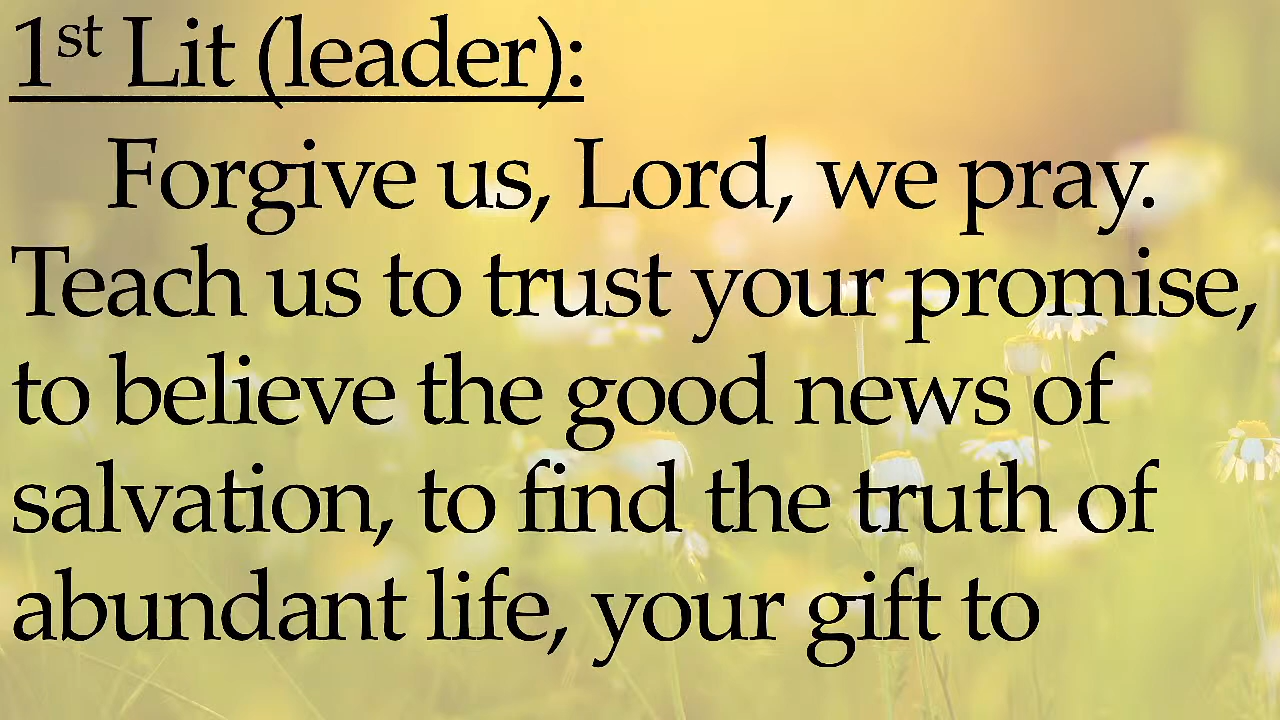 1st Lit (leader):
Forgive us, Lord, we pray.
Teach us to trust your promise,
to believe the good news of
salvation, to find the truth of
abundant life, your gift to